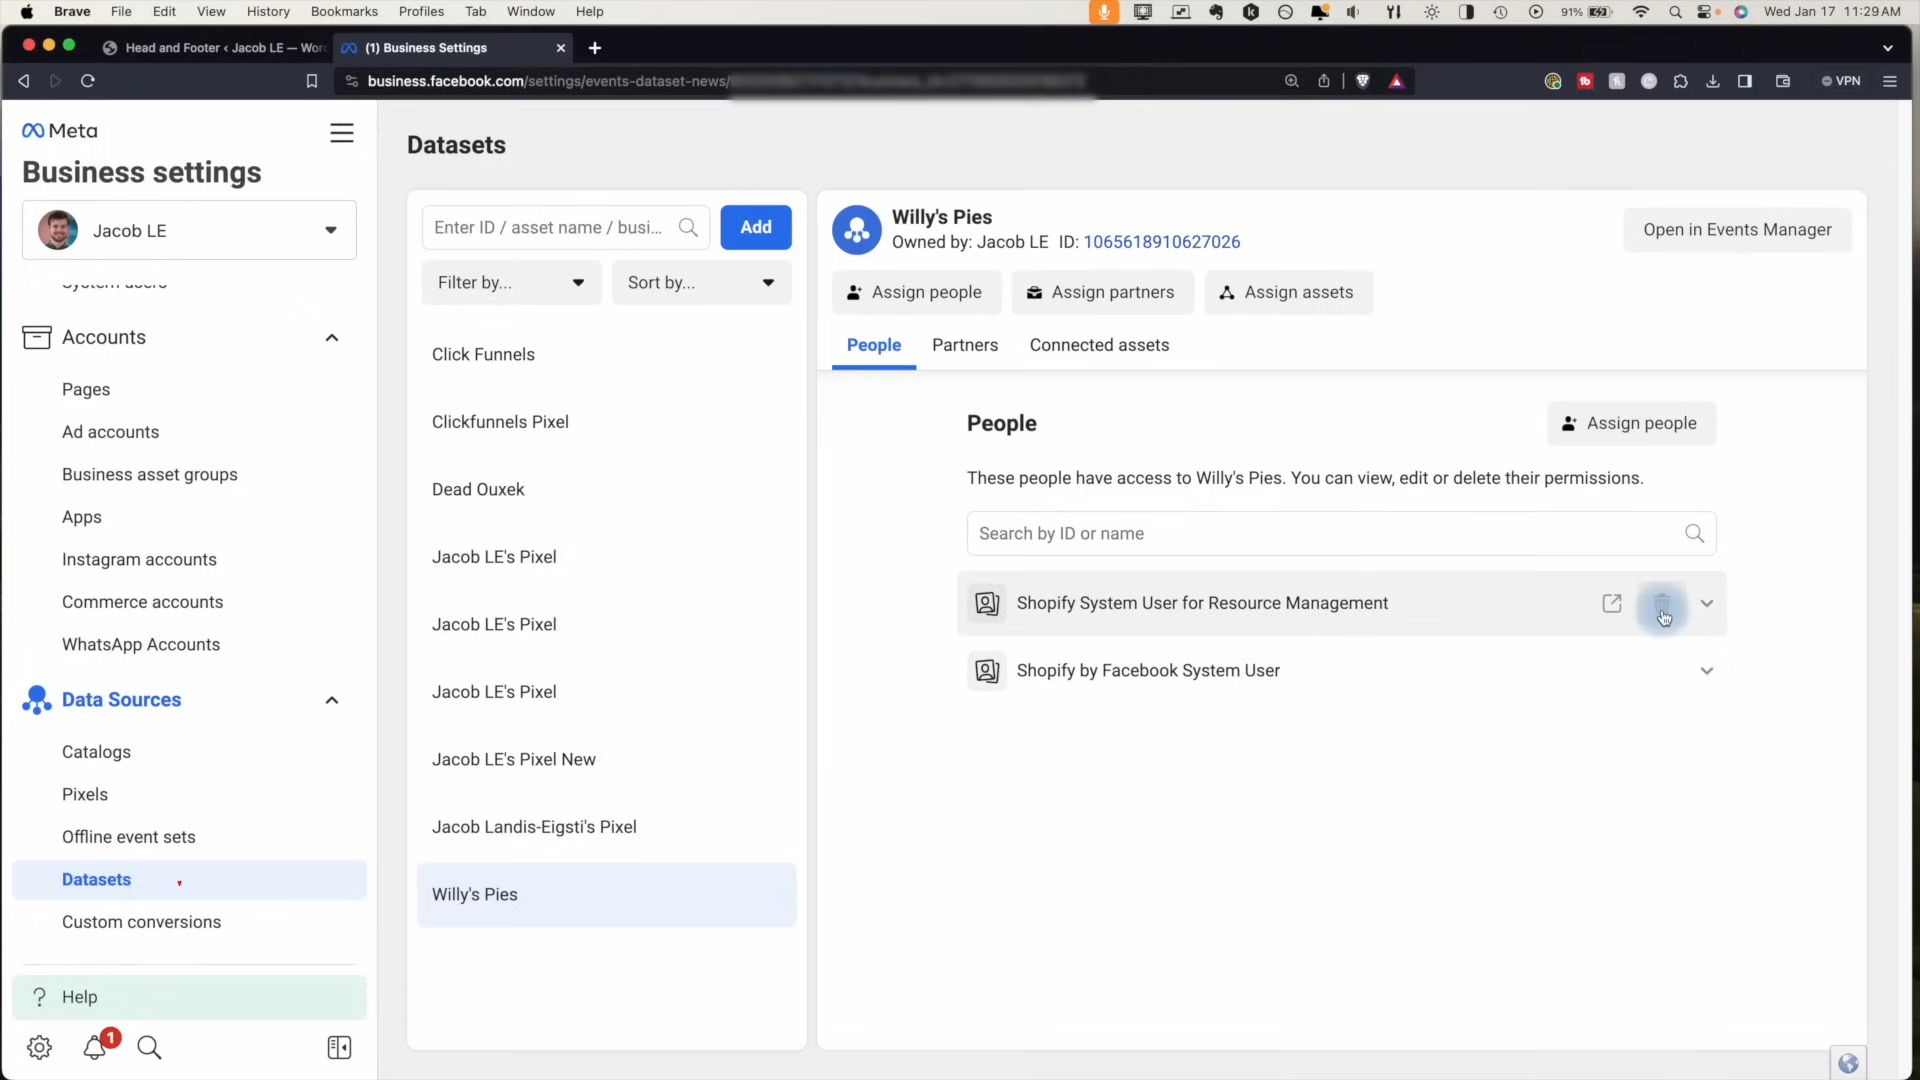 Brave File Edit View History Bookmarks Profiles Tab Window Help 91% Wed Jan 17 11:29 AM
Head and Footer ‹ Jacob LE — Wor
(1) Business Settings
business.facebook.com/settings/events-dataset-news/
VPN
Meta
Business settings
Jacob LE
System users
Accounts
Pages
Ad accounts
Business asset groups
Apps
Instagram accounts
Commerce accounts
WhatsApp Accounts
Data Sources
Catalogs
Pixels
Offline event sets
Datasets
Custom conversions
? Help
1
Datasets
Enter ID / asset name / busi...
Add
Filter by...
Sort by...
Click Funnels
Clickfunnels Pixel
Dead Ouxek
Jacob LE's Pixel
Jacob LE's Pixel
Jacob LE's Pixel
Jacob LE's Pixel New
Jacob Landis-Eigsti's Pixel
Willy's Pies
Willy's Pies
Owned by: Jacob LE ID: 1065618910627026
Open in Events Manager
Assign people
Assign partners
Assign assets
People
Partners
Connected assets
People
Assign people
These people have access to Willy's Pies. You can view, edit or delete their permissions.
Search by ID or name
Shopify System User for Resource Management
Shopify by Facebook System User